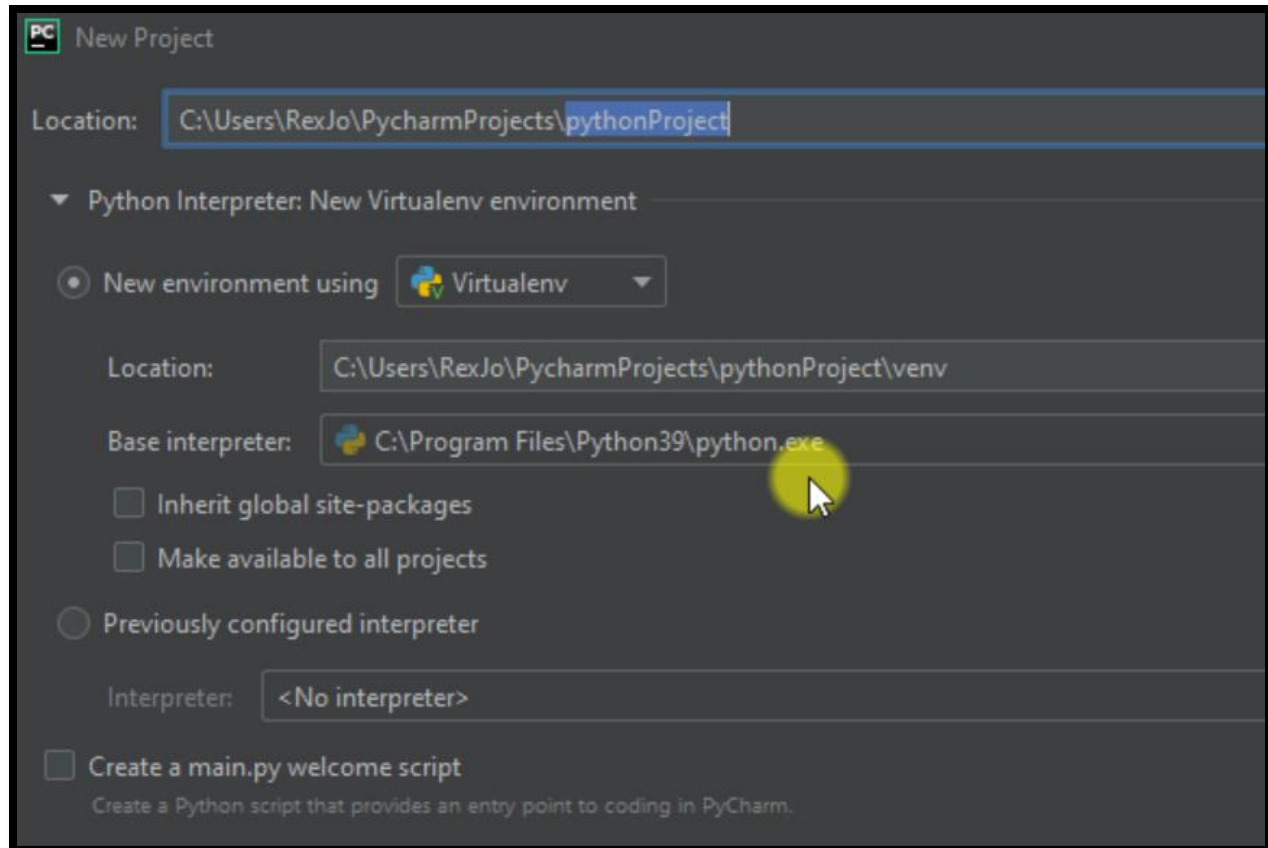 PC New Project
Location: C:\Users\RexJo\PycharmProjects\pythonProject
Python Interpreter: New Virtualenv environment
New environment using Virtualenv
Location: C:\Users\RexJo\PycharmProjects\pythonProject\venv
Base interpreter: C:\Program Files\Python39\python.exe
Inherit global site-packages
Make available to all projects
Previously configured interpreter
Interpreter: <No interpreter>
Create a main.py welcome script
Create a Python script that provides an entry point to coding in PyCharm.